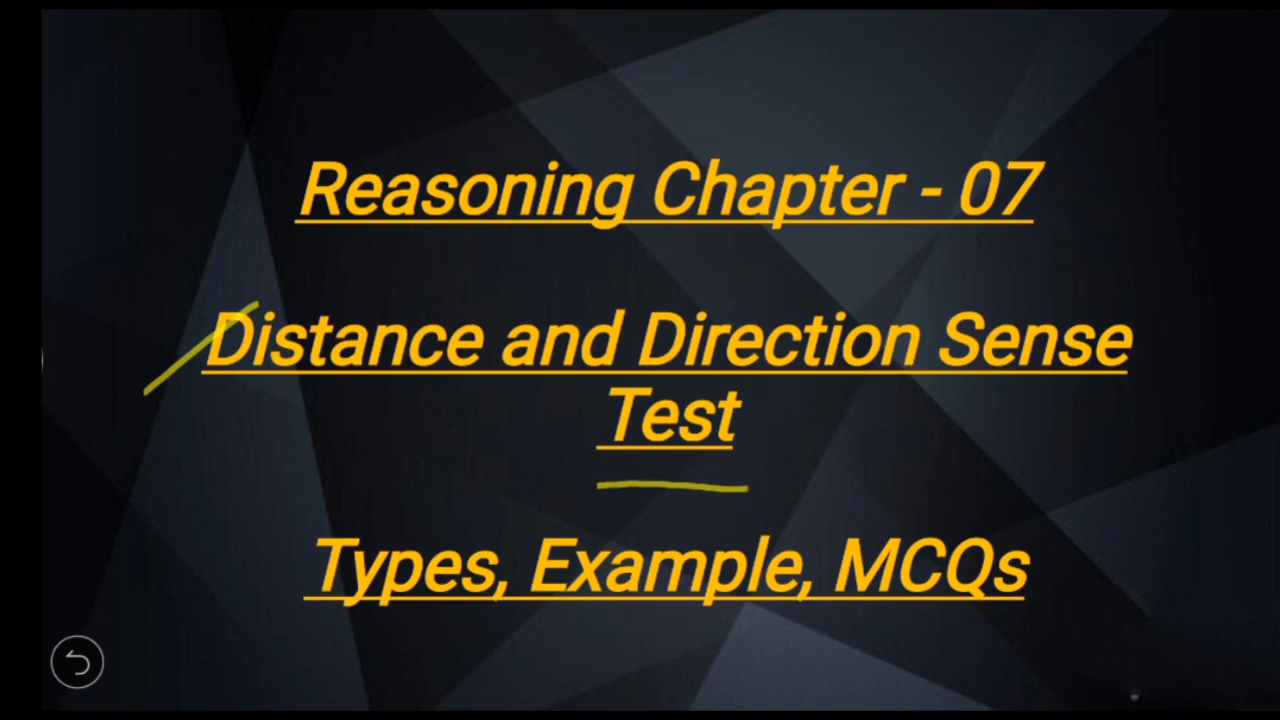 Reasoning Chapter - 07
Distance and Direction Sense
Test
Types, Example, MCQs